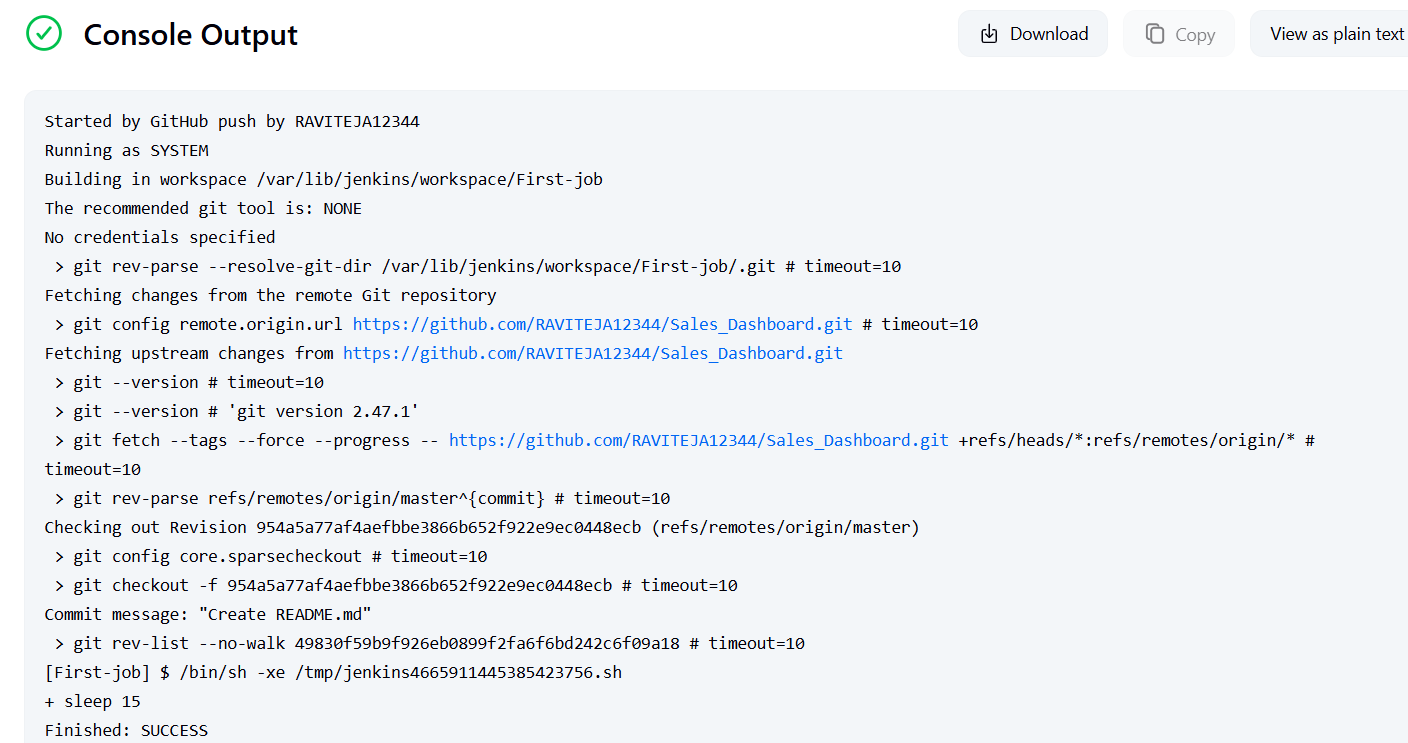 Console Output
Download
Copy
View as plain text
Started by GitHub push by RAVITEJA12344
Running as SYSTEM
Building in workspace /var/lib/jenkins/workspace/First-job
The recommended git tool is: NONE
No credentials specified
 > git rev-parse --resolve-git-dir /var/lib/jenkins/workspace/First-job/.git # timeout=10
Fetching changes from the remote Git repository
 > git config remote.origin.url https://github.com/RAVITEJA12344/Sales_Dashboard.git # timeout=10
Fetching upstream changes from https://github.com/RAVITEJA12344/Sales_Dashboard.git
 > git --version # timeout=10
 > git --version # 'git version 2.47.1'
 > git fetch --tags --force --progress -- https://github.com/RAVITEJA12344/Sales_Dashboard.git +refs/heads/*:refs/remotes/origin/* #
timeout=10
 > git rev-parse refs/remotes/origin/master^{commit} # timeout=10
Checking out Revision 954a5a77af4aefbbe3866b652f922e9ec0448ecb (refs/remotes/origin/master)
 > git config core.sparsecheckout # timeout=10
 > git checkout -f 954a5a77af4aefbbe3866b652f922e9ec0448ecb # timeout=10
Commit message: "Create README.md"
 > git rev-list --no-walk 49830f59b9f926eb0899f2fa6f6bd242c6f09a18 # timeout=10
[First-job] $ /bin/sh -xe /tmp/jenkins4665911445385423756.sh
+ sleep 15
Finished: SUCCESS